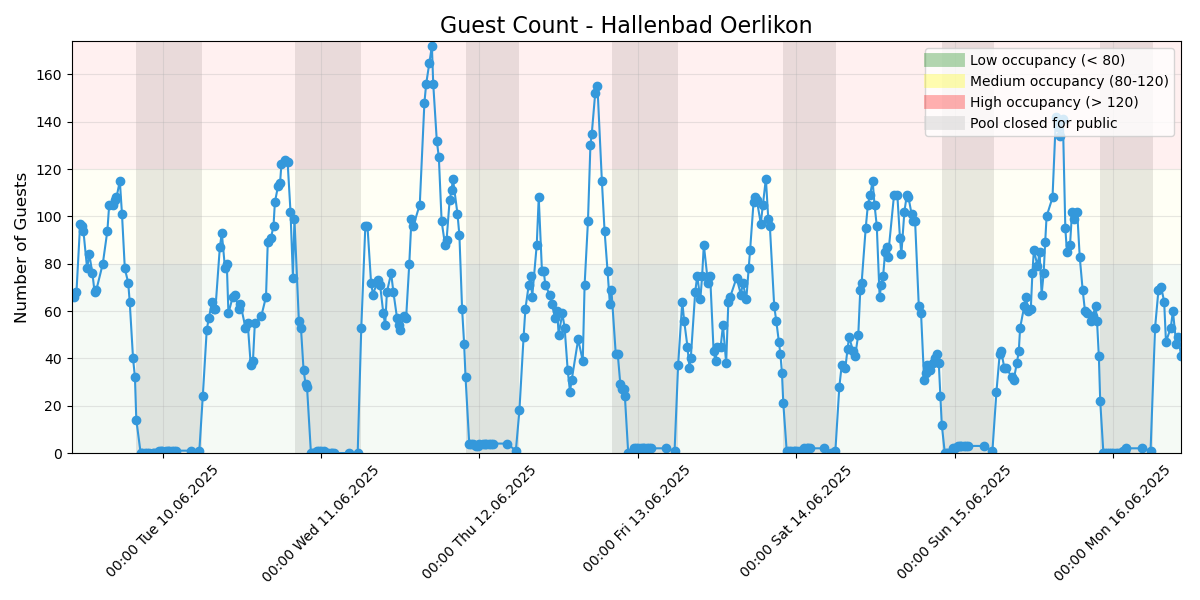 Guest Count - Hallenbad Oerlikon
Number of Guests
160
140
120
100
80
60
40
20
0
Low occupancy (< 80)
Medium occupancy (80-120)
High occupancy (> 120)
Pool closed for public
00:00 Tue 10.06.2025
00:00 Wed 11.06.2025
00:00 Thu 12.06.2025
00:00 Fri 13.06.2025
00:00 Sat 14.06.2025
00:00 Sun 15.06.2025
00:00 Mon 16.06.2025